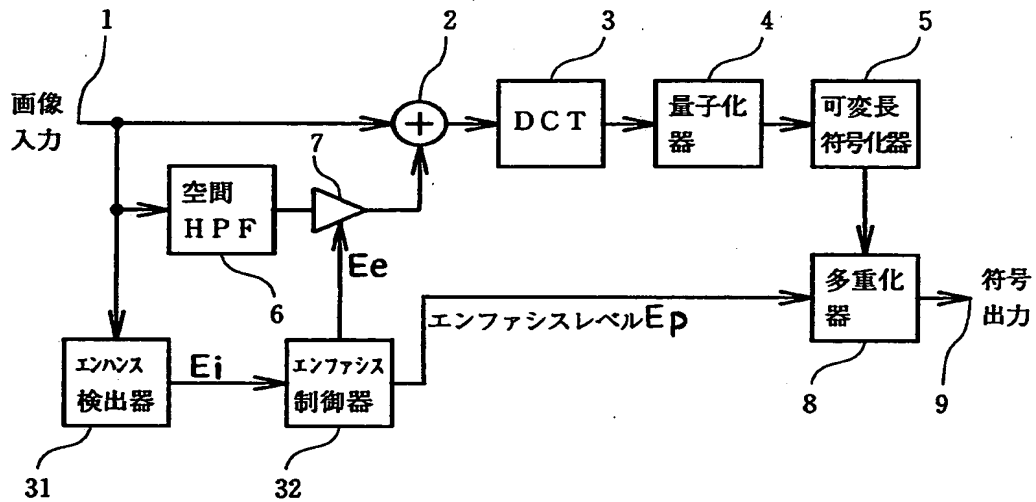 1
2
3
4
5
画像
入力
+
DCT
量子化
器
可変長
符号化器
7
空間
HPF
6
Ee
エンファシスレベルEp
多重化
器
符号
出力
8
9
エンハンス
検出器
Ei
エンファシス
制御器
31
32